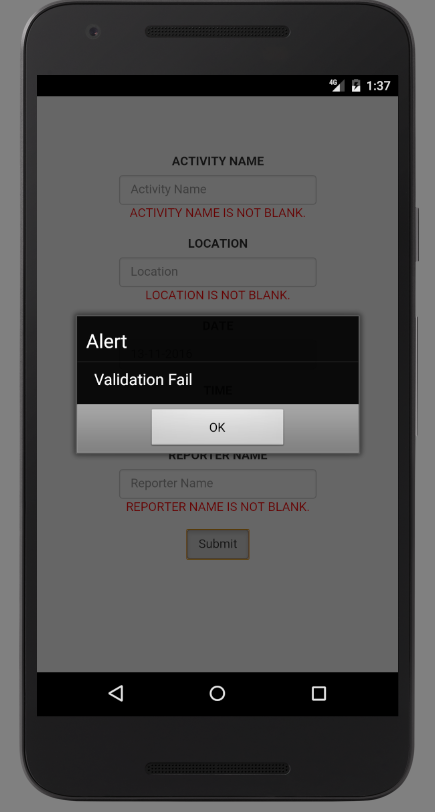 4G 1:37
ACTIVITY NAME
Activity Name
ACTIVITY NAME IS NOT BLANK.
LOCATION
Location
LOCATION IS NOT BLANK.
DATE
Alert
Validation Fail
TIME
OK
REPORTER NAME
Reporter Name
REPORTER NAME IS NOT BLANK.
Submit